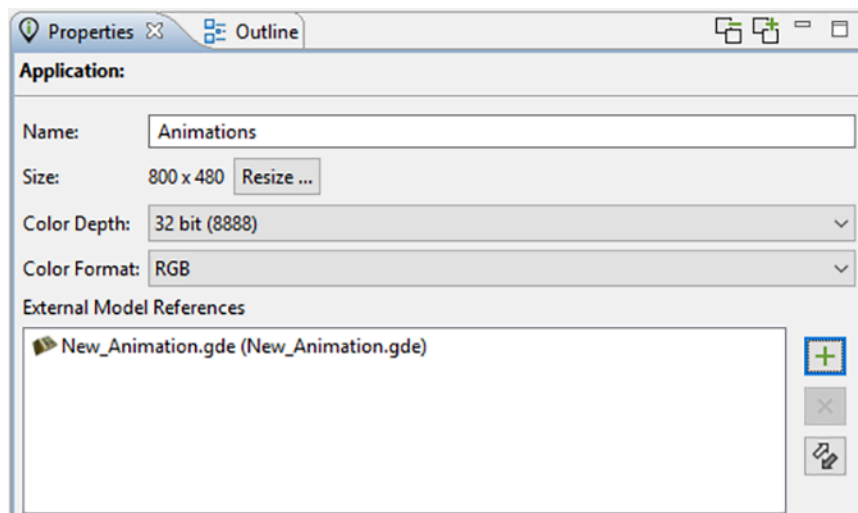 Properties Outline
Application:
Name: Animations
Size: 800 x 480 Resize ...
Color Depth: 32 bit (8888)
Color Format: RGB
External Model References
New_Animation.gde (New_Animation.gde)